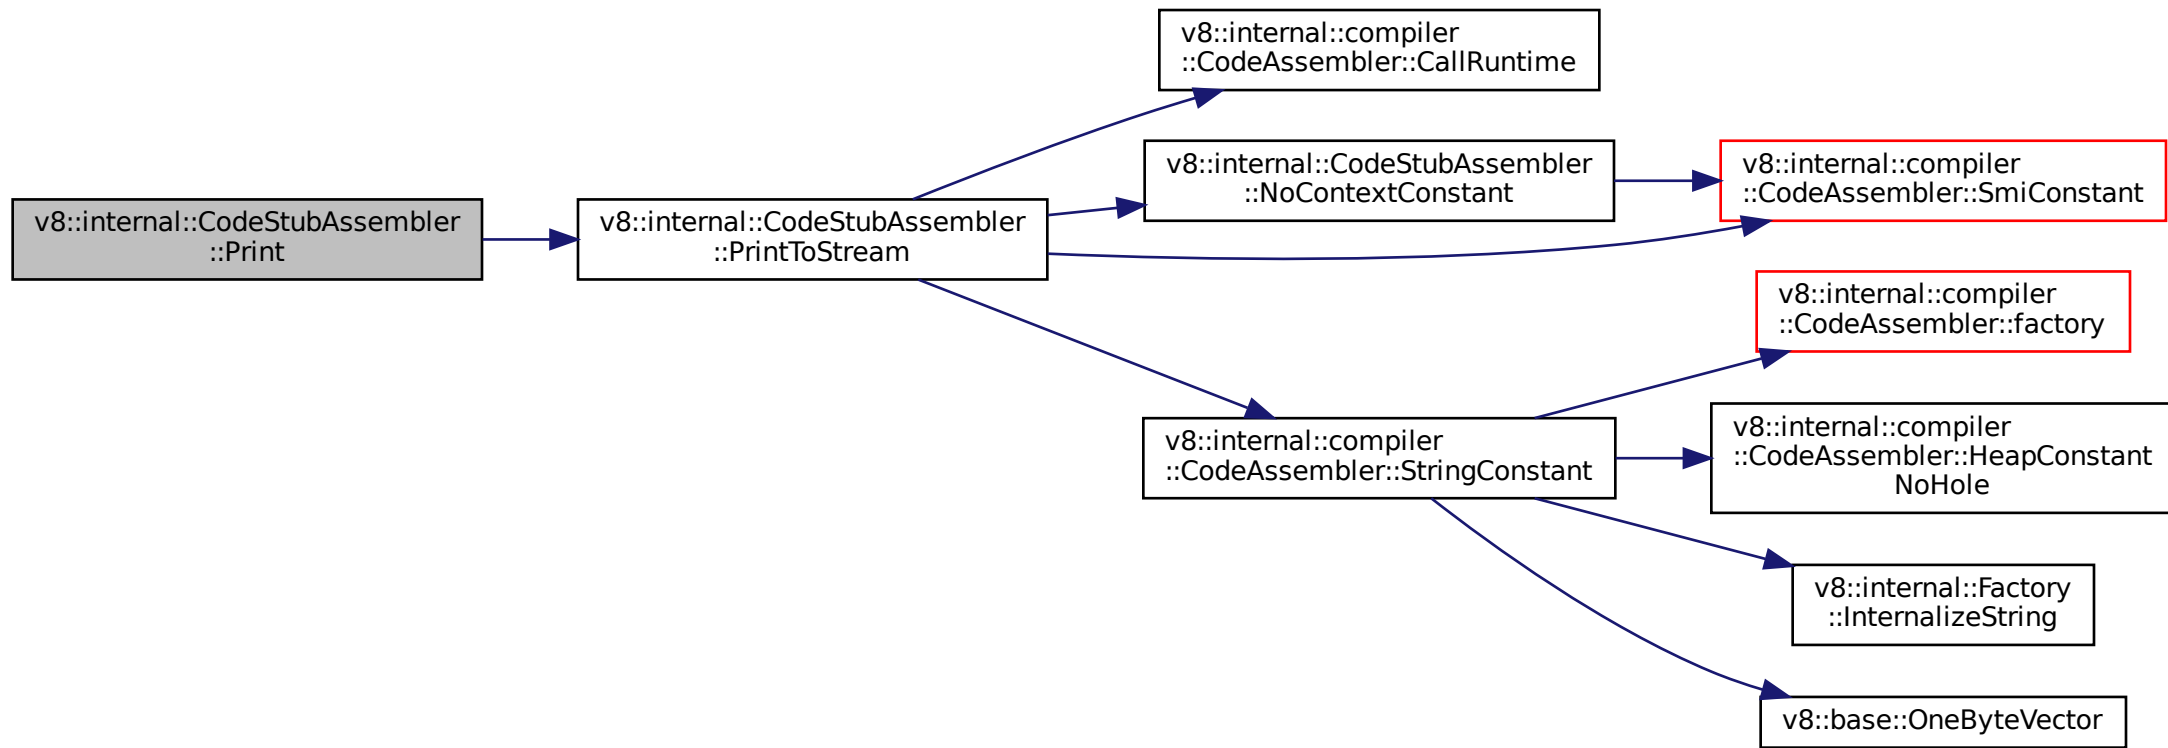 v8::internal::CodeStubAssembler
::Print
v8::internal::CodeStubAssembler
::PrintToStream
v8::internal::compiler
::CodeAssembler::CallRuntime
v8::internal::CodeStubAssembler
::NoContextConstant
v8::internal::compiler
::CodeAssembler::SmiConstant
v8::internal::compiler
::CodeAssembler::StringConstant
v8::internal::compiler
::CodeAssembler::factory
v8::internal::compiler
::CodeAssembler::HeapConstant
NoHole
v8::internal::Factory
::InternalizeString
v8::base::OneByteVector